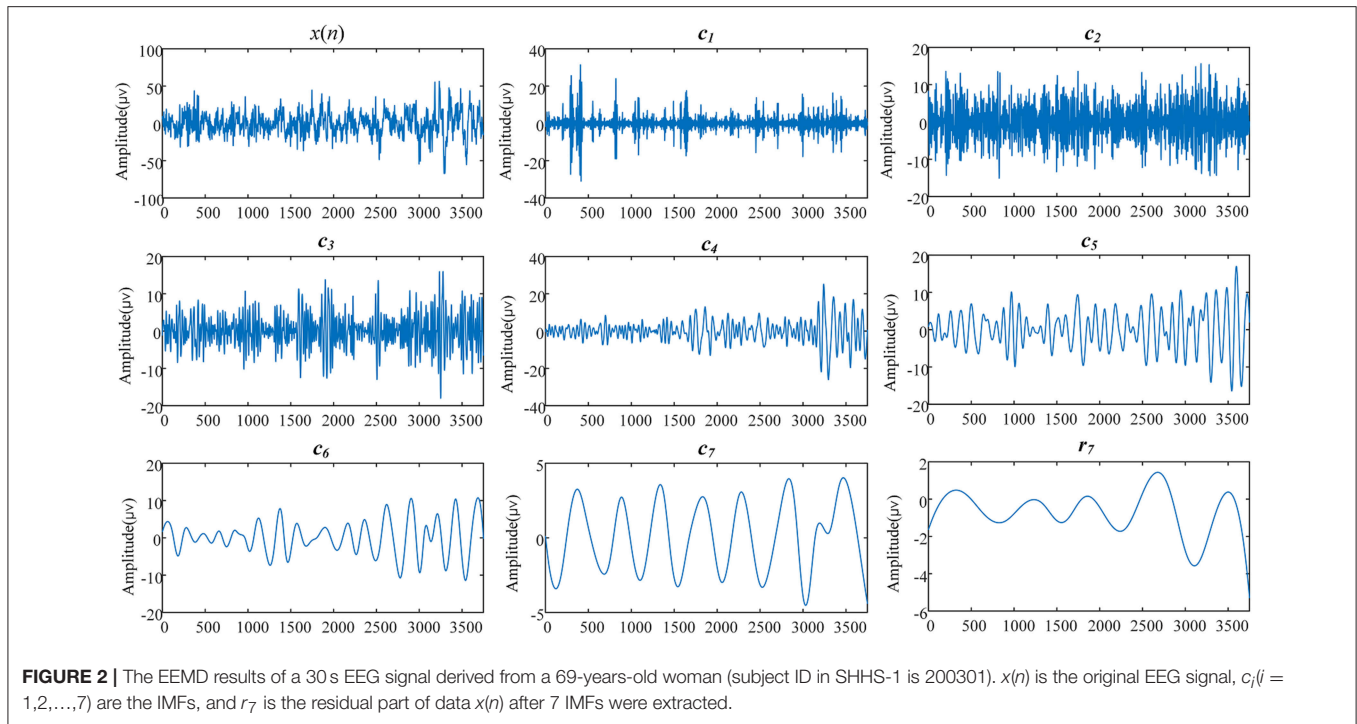 x(n) c1 c2
100 50 0 -50 -100 Amplitude(μv) 0 500 1000 1500 2000 2500 3000 3500
40 20 0 -20 -40 Amplitude(μv) 0 500 1000 1500 2000 2500 3000 3500
20 10 0 -10 -20 Amplitude(μv) 0 500 1000 1500 2000 2500 3000 3500
c3 c4 c5
20 10 0 -10 -20 Amplitude(μv) 0 500 1000 1500 2000 2500 3000 3500
40 20 0 -20 -40 Amplitude(μv) 0 500 1000 1500 2000 2500 3000 3500
20 10 0 -10 -20 Amplitude(μv) 0 500 1000 1500 2000 2500 3000 3500
c6 c7 r7
20 10 0 -10 -20 Amplitude(μv) 0 500 1000 1500 2000 2500 3000 3500
5 0 -5 Amplitude(μv) 0 500 1000 1500 2000 2500 3000 3500
2 0 -2 -4 -6 Amplitude(μv) 0 500 1000 1500 2000 2500 3000 3500
FIGURE 2 | The EEMD results of a 30 s EEG signal derived from a 69-years-old woman (subject ID in SHHS-1 is 200301). x(n) is the original EEG signal, ci(i =
1,2,...,7) are the IMFs, and r7 is the residual part of data x(n) after 7 IMFs were extracted.